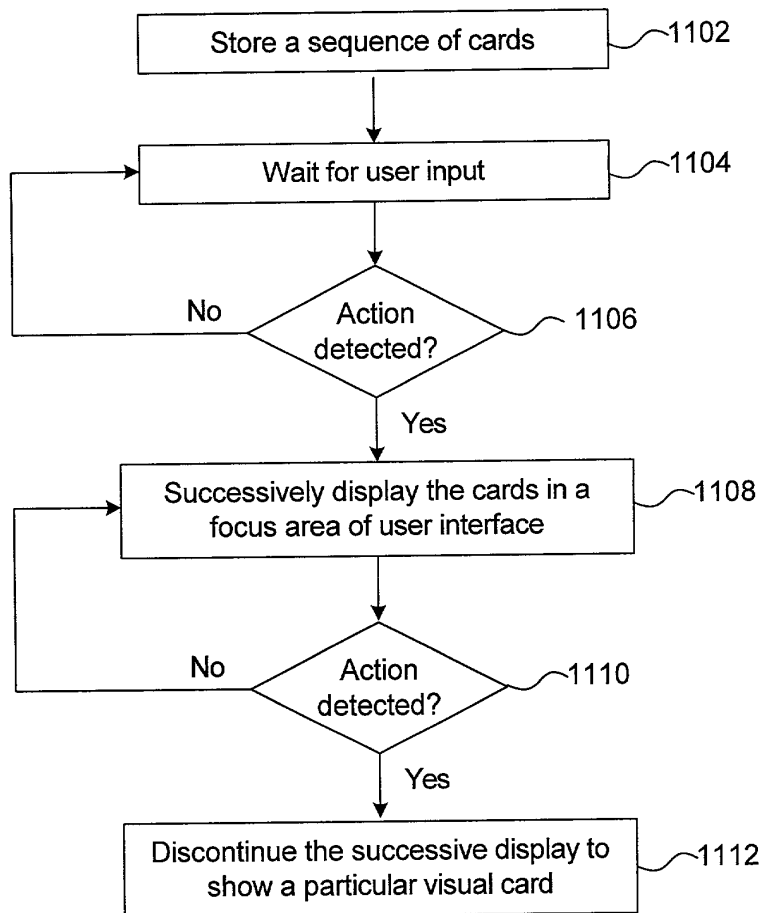 Store a sequence of cards
1102
Wait for user input
1104
No
Action
detected?
1106
Yes
Successively display the cards in a
focus area of user interface
1108
No
Action
detected?
1110
Yes
Discontinue the successive display to
show a particular visual card
1112